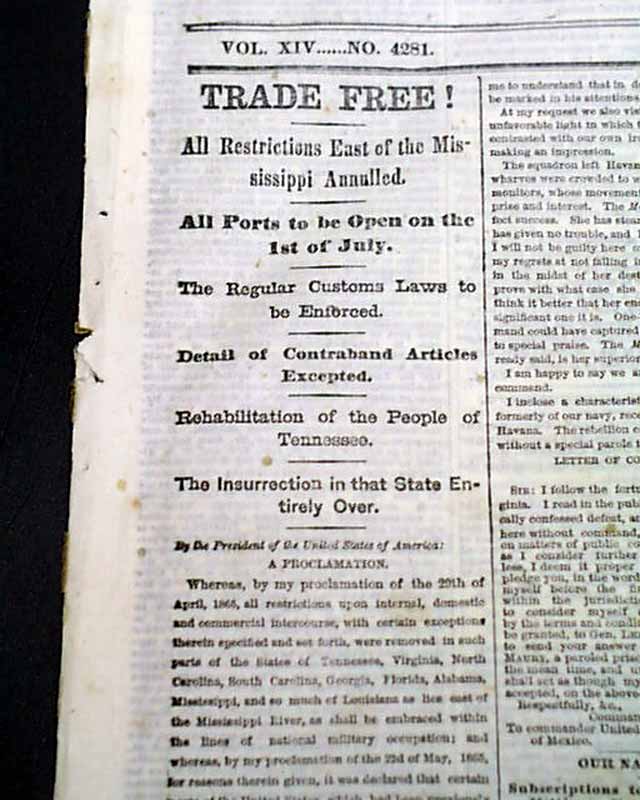 VOL. XIV......NO. 4281.
TRADE FREE!
All Restrictions East of the Mis-
sissippi Annulled.
All Ports to be Open on the
1st of July.
The Regular Customs Laws to
be Enforced.
Detail of Contraband Articles
Excepted.
Rehabilitation of the People of
Tennessee.
The Insurrection in that State En-
tirely Over.
By the President of the United States of America:
A PROCLAMATION.
Whereas, by my proclamation of the 29th of
April, 1865, all restrictions upon internal, domestic
and commercial intercourse, with certain exceptions
therein specified and set forth, were removed in such
parts of the States of Tennessee, Virginia, North
Carolina, South Carolina, Georgia, Florida, Alabama,
Mississippi, and so much of Louisiana as lies east of
the Mississippi River, as shall be embraced within
the lines of national military occupation; and
whereas, by my proclamation of the 22d of May, 1865,
for reasons therein given, it was declared that certain
parts of the United States, which had been previously
me to understand that in
be marked in his attentions
At my request we also
unfavorable light in which
contrasted with our own
making an impression.
The squadron left
wharves were crowded to
monitors, whose
prise and interest. The
fect success. She has
has given no trouble, and
I will not be guilty here
my regrets at not falling
in the midst of her
prove with what ease she
think it better that her
significant one it is. One-
mand could have captured
to special praise. The
ready said, is her superior
I am happy to say we
command.
I inclose a
formerly of our navy,
Havana. The rebellion
without a special parole
LETTER OF
SIR: I follow the
ginia. I read in the
cally confessed defeat,
here without command,
on matters of public
as I consider further
less, I deem it proper
pledge you, in the word
myself before the
within the
to consider myself
by the terms and
be granted, to Gen.
to send your answer
MAURY, a paroled
the mean time, and
shall act as though my
accepted, on the above
Respectfully, &c.,
To commander United
of Mexico.
OUR
Subscriptions